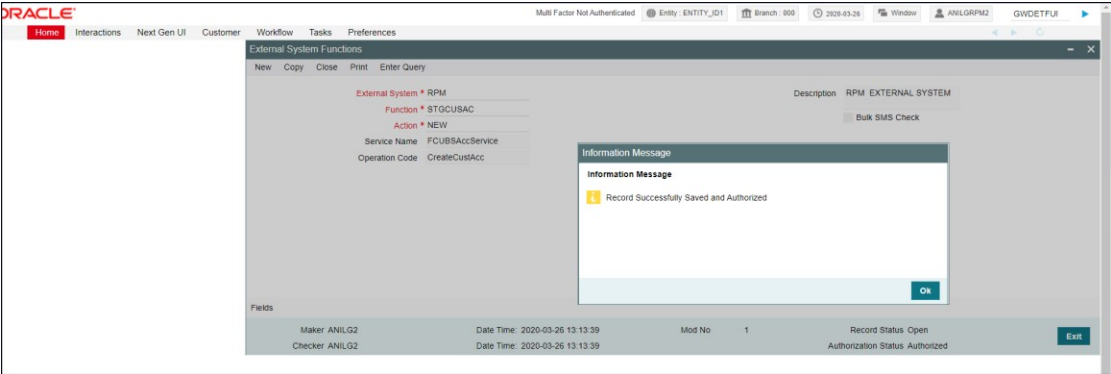 ORACLE
Multi Factor Not Authenticated Entity : ENTITY_ID1 Branch : 000 2020-03-26 Window ANILGRPM2 GWDETFUI
Home Interactions Next Gen UI Customer Workflow Tasks Preferences
External System Functions
New Copy Close Print Enter Query
External System * RPM Description RPM EXTERNAL SYSTEM
Function * STGCUSAC Bulk SMS Check
Action * NEW
Service Name FCUBSAccService
Operation Code CreateCustAcc
Information Message
Information Message
Record Successfully Saved and Authorized
Ok
Fields
Maker ANILG2 Date Time: 2020-03-26 13:13:39 Mod No 1 Record Status Open
Checker ANILG2 Date Time: 2020-03-26 13:13:39 Authorization Status Authorized
Exit